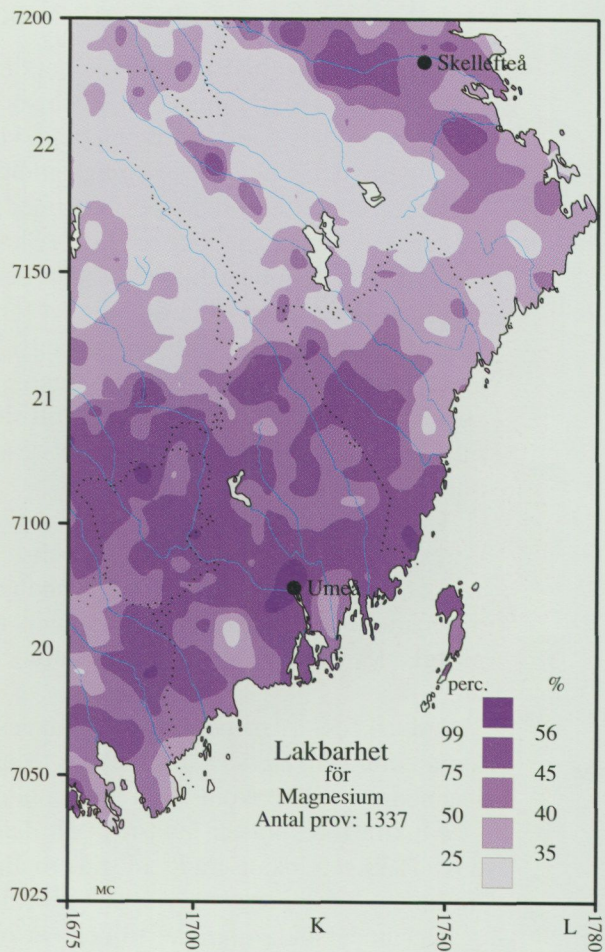 7200
Skellefteå
22
7150
21
7100
Umeå
20
perc. %
99 56
75 45
50 40
25 35
Lakbarhet
för
Magnesium
Antal prov: 1337
7050
7025
MC
1675
1700
K
1750
L
1780